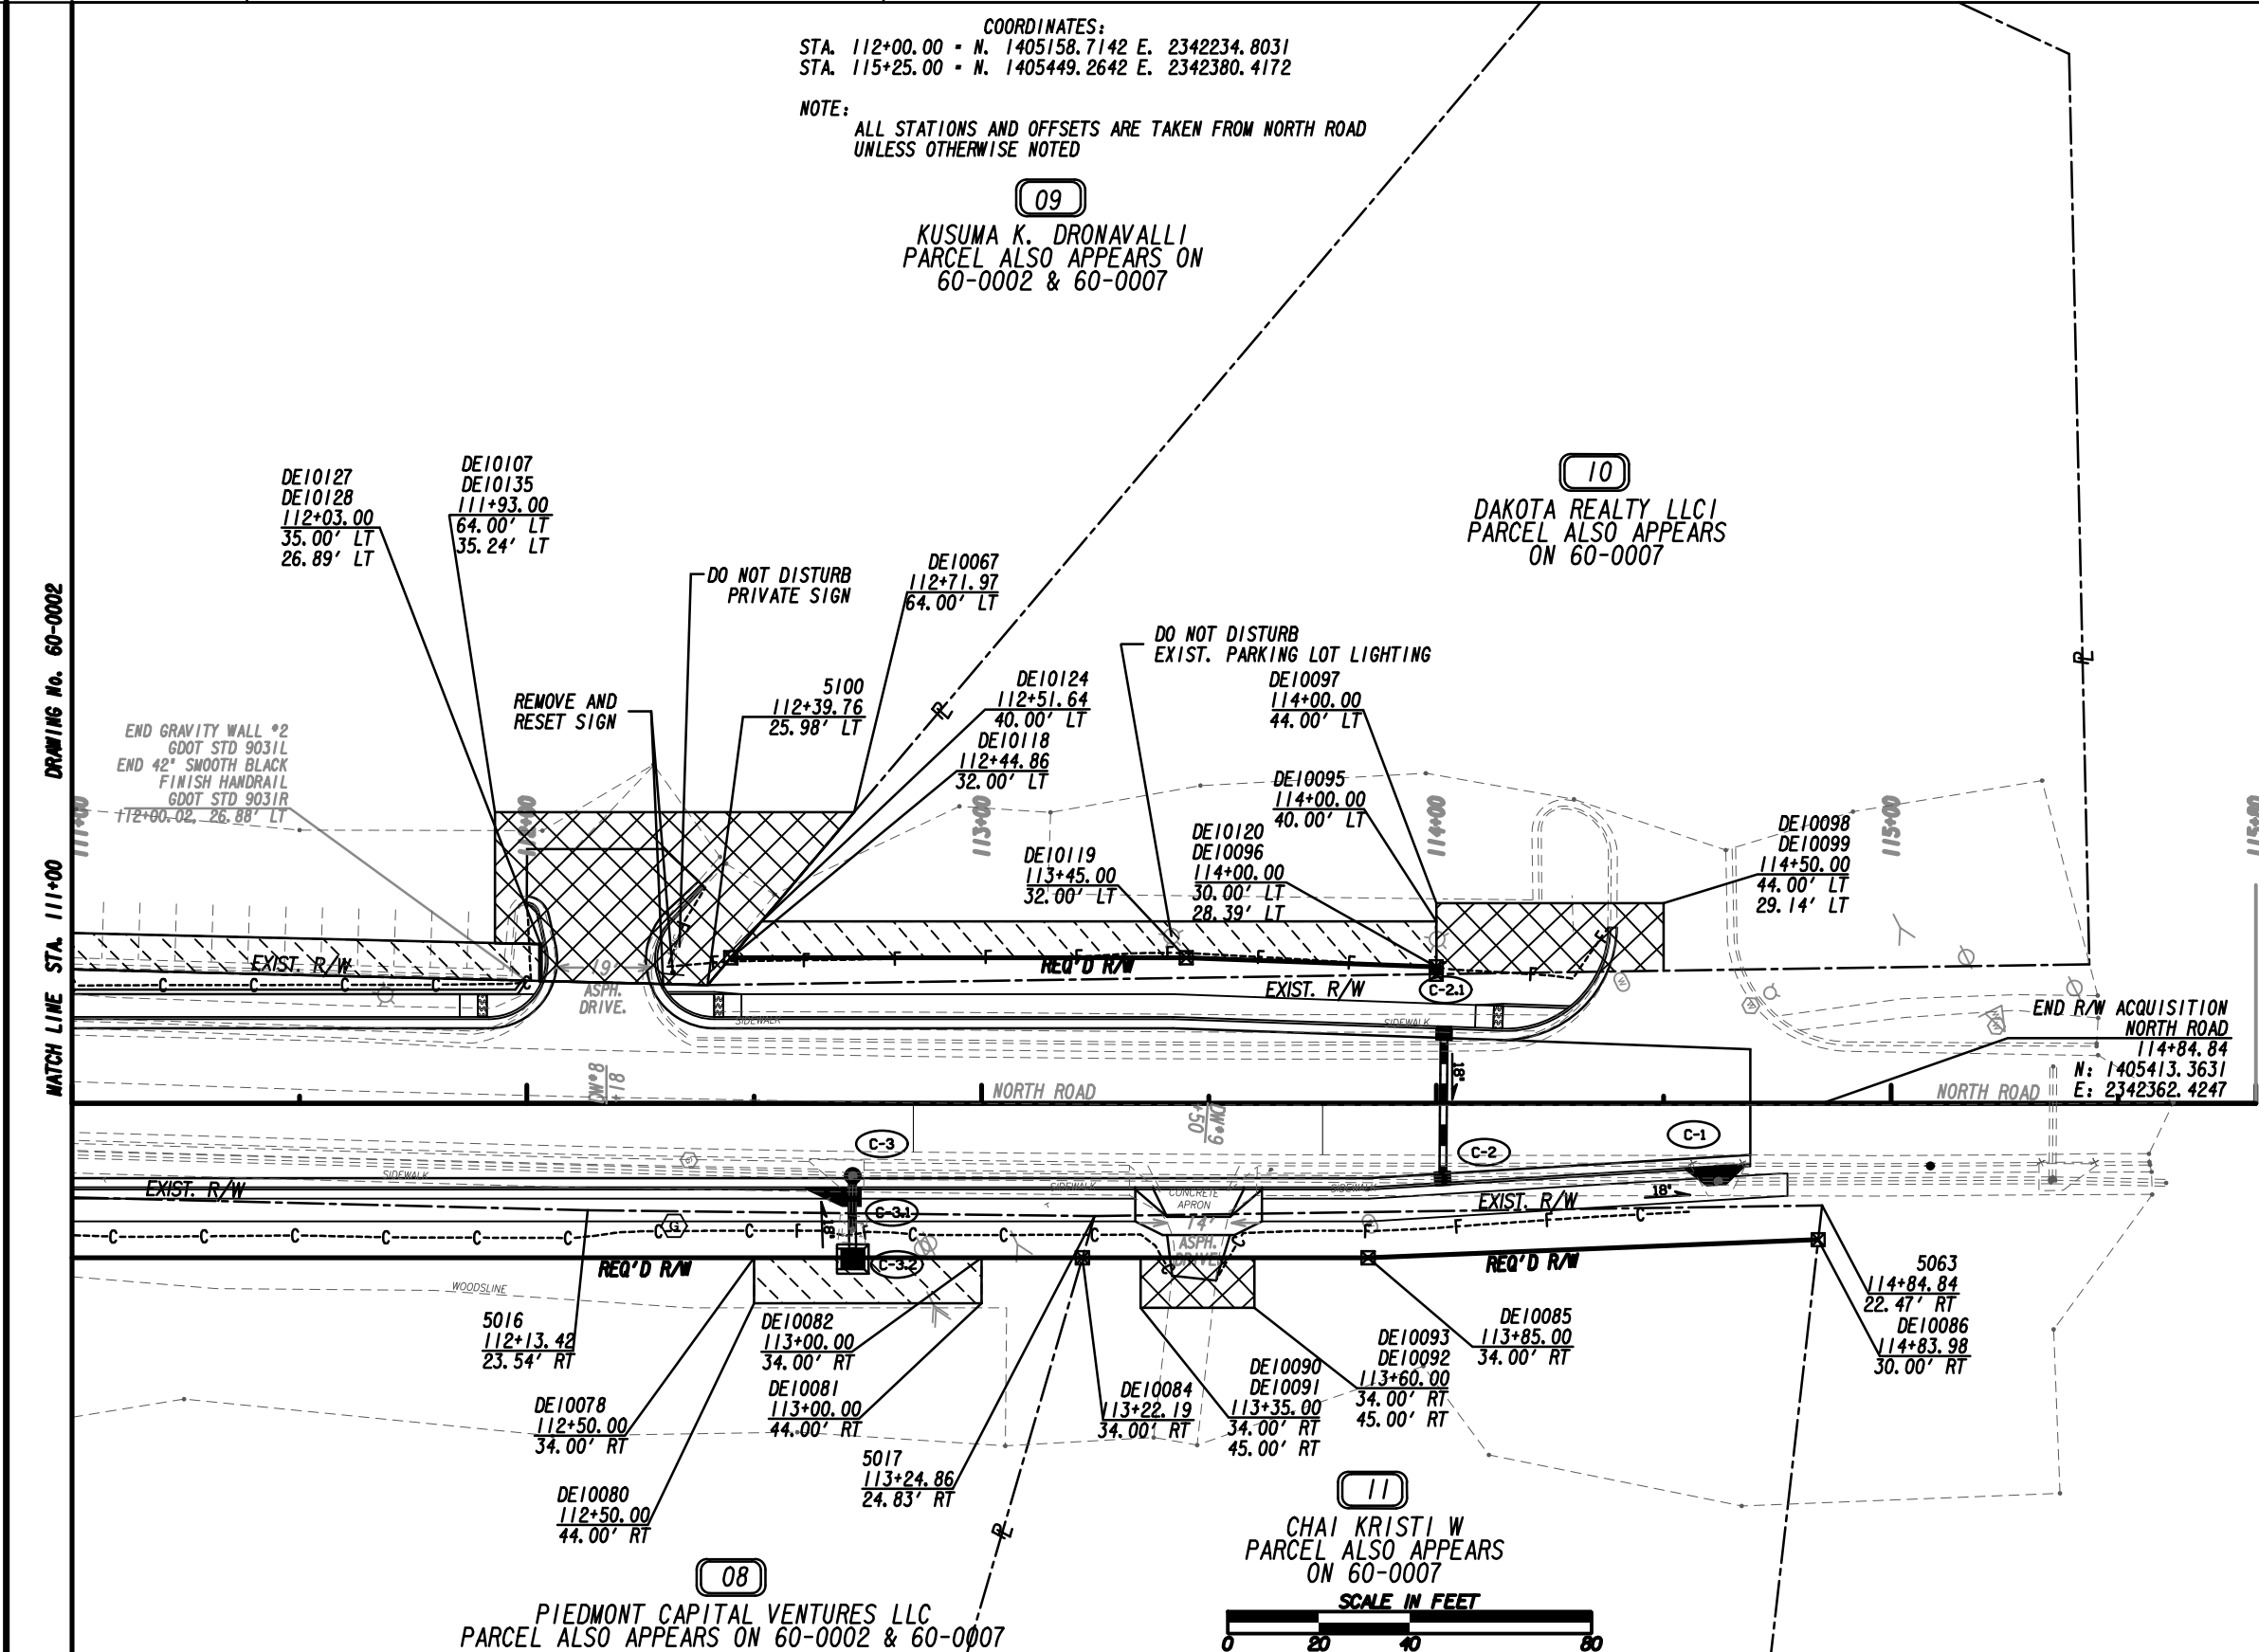 COORDINATES:
STA. 112+00.00 = N. 1405158.7142 E. 2342234.8031
STA. 115+25.00 = N. 1405449.2642 E. 2342380.4172
NOTE:
ALL STATIONS AND OFFSETS ARE TAKEN FROM NORTH ROAD
UNLESS OTHERWISE NOTED
09
KUSUMA K. DRONAVALLI
PARCEL ALSO APPEARS ON
60-0002 & 60-0007
10
DAKOTA REALTY LLCI
PARCEL ALSO APPEARS
ON 60-0007
DE10127
DE10128
112+03.00
35.00' LT
26.89' LT
DE10107
DE10135
111+93.00
64.00' LT
35.24' LT
DO NOT DISTURB
PRIVATE SIGN
DE10067
112+71.97
64.00' LT
REMOVE AND
RESET SIGN
5100
112+39.76
25.98' LT
DE10124
112+51.64
40.00' LT
DE10118
112+44.86
32.00' LT
DO NOT DISTURB
EXIST. PARKING LOT LIGHTING
DE10097
114+00.00
44.00' LT
DE10095
114+00.00
40.00' LT
DE10120
DE10096
114+00.00
30.00' LT
28.39' LT
DE10119
113+45.00
32.00' LT
DE10098
DE10099
114+50.00
44.00' LT
29.14' LT
END GRAVITY WALL #2
GDOT STD 9031L
END 42" SMOOTH BLACK
FINISH HANDRAIL
GDOT STD 9031R
112+00.02, 26.88' LT
MATCH LINE STA. 111+00 DRAWING No. 60-0002
111+00
112+00
113+00
114+00
115+00
PL
PL
EXIST. R/W
C C C C C
19'
ASPH.
DRIVE.
F F F F F F F F
REQ'D R/W
EXIST. R/W
C-2.1
SIDEWALK
SIDEWALK
END R/W ACQUISITION
NORTH ROAD
114+84.84
N: 1405413.3631
E: 2342362.4247
DW#8
+18
NORTH ROAD
DW#9
+50
18"
NORTH ROAD
C-3
C-2
C-1
SIDEWALK
SIDEWALK
SIDEWALK
CONCRETE
APRON
EXIST. R/W
EXIST. R/W
18"
C-3.1
G
18"
14'
ASPH.
DRIVE
C C C C C C C C F F C C C F F F C
C-3.2
REQ'D R/W
REQ'D R/W
WOODSLINE
5016
112+13.42
23.54' RT
DE10082
113+00.00
34.00' RT
DE10078
112+50.00
34.00' RT
DE10081
113+00.00
44.00' RT
DE10080
112+50.00
44.00' RT
5017
113+24.86
24.83' RT
DE10084
113+22.19
34.00' RT
DE10090
DE10091
113+35.00
34.00' RT
45.00' RT
DE10093
DE10092
113+60.00
34.00' RT
45.00' RT
DE10085
113+85.00
34.00' RT
5063
114+84.84
22.47' RT
DE10086
114+83.98
30.00' RT
PL
11
CHAI KRISTI W
PARCEL ALSO APPEARS
ON 60-0007
08
PIEDMONT CAPITAL VENTURES LLC
PARCEL ALSO APPEARS ON 60-0002 & 60-0007
SCALE IN FEET
0 20 40 80